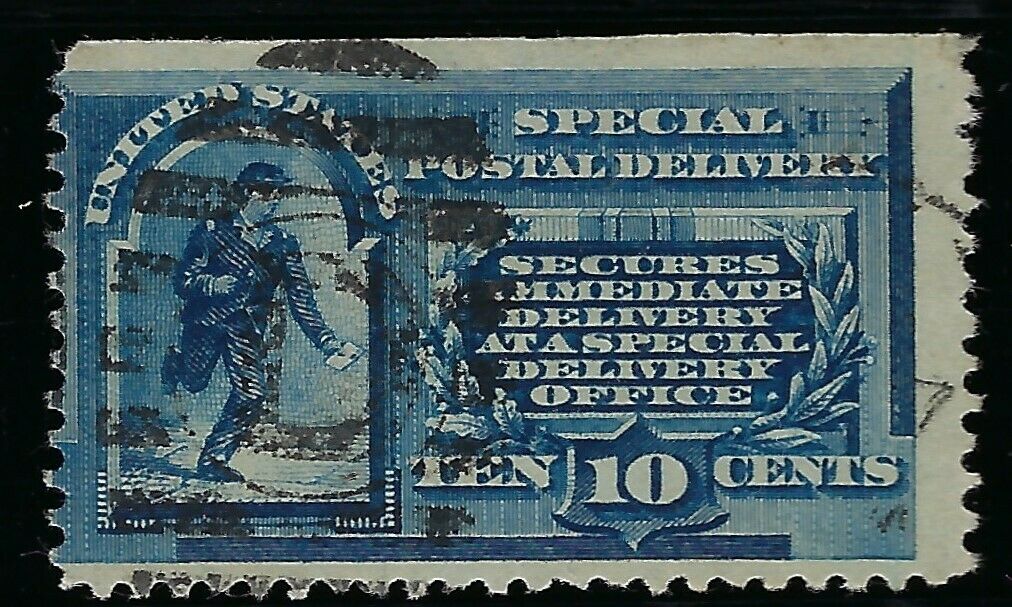 UNITED STATES
SPECIAL
POSTAL DELIVERY
SECURES
IMMEDIATE
DELIVERY
AT A SPECIAL
DELIVERY
OFFICE
TEN 10 CENTS